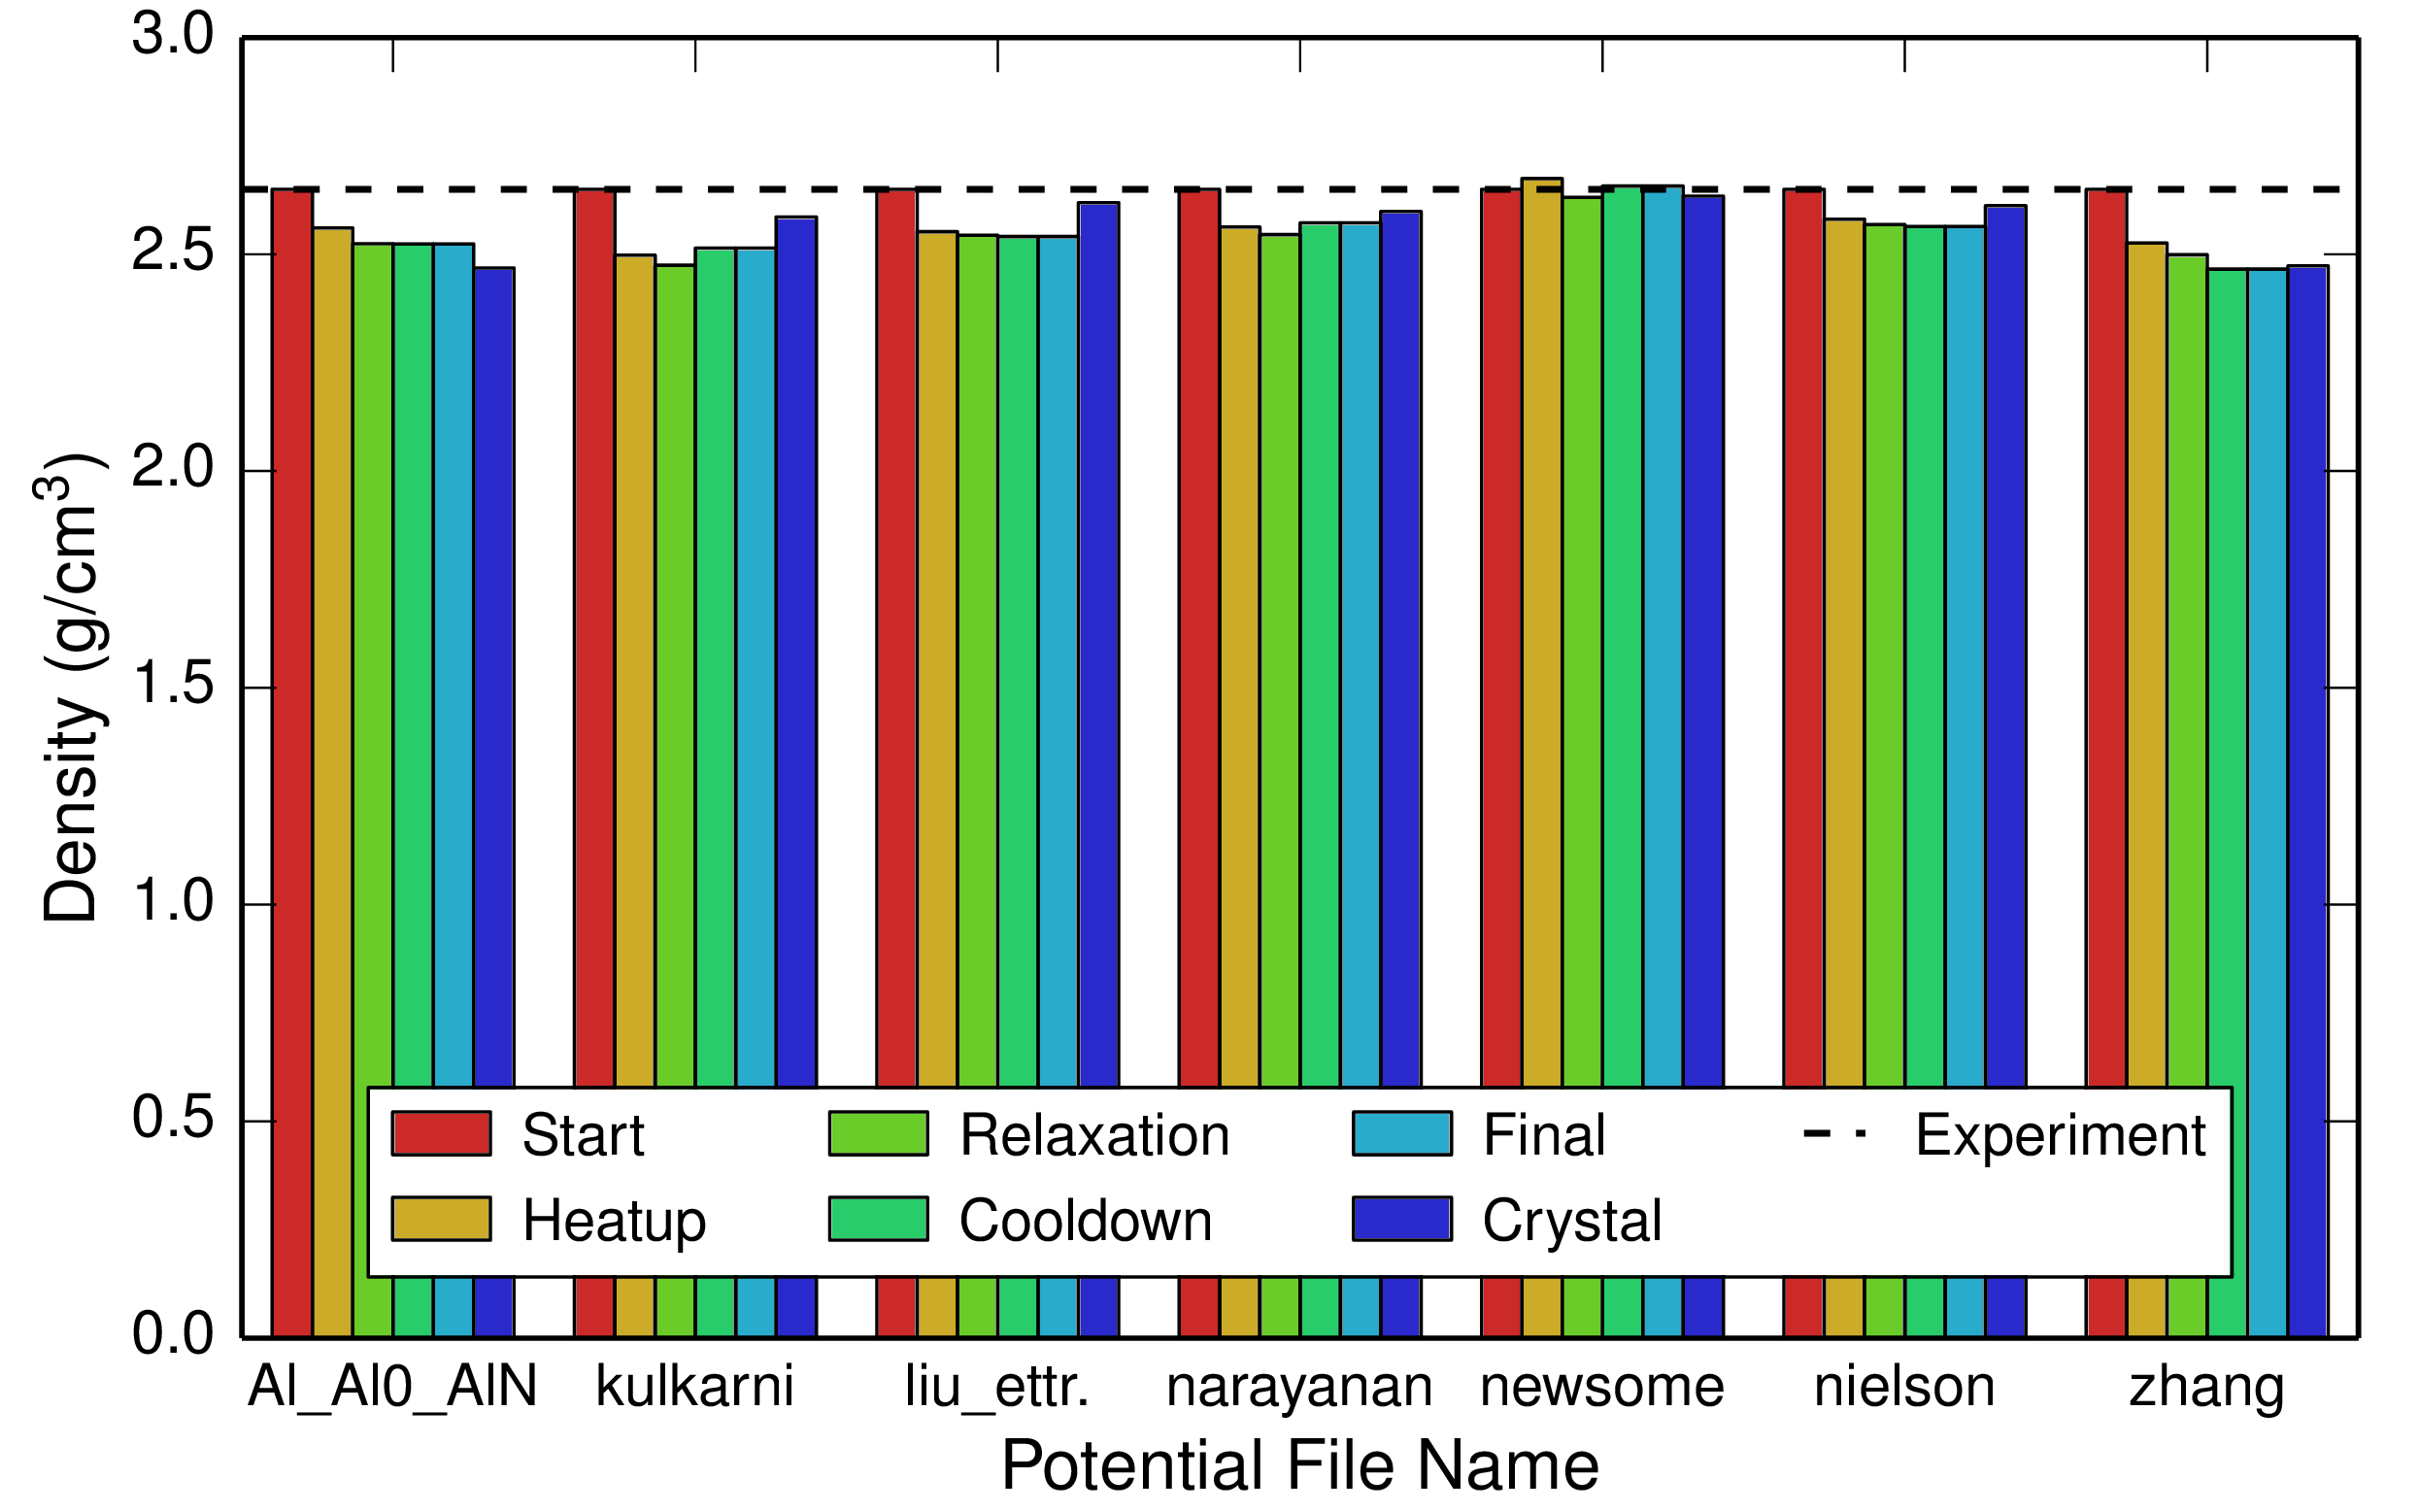 3.0
2.5
2.0
1.5
1.0
0.5
0.0
Density (g/cm³)
Start
Relaxation
Final
Experiment
Heatup
Cooldown
Crystal
Al_Al0_AlN kulkarni liu_ettr. narayanan newsome nielson zhang
Potential File Name